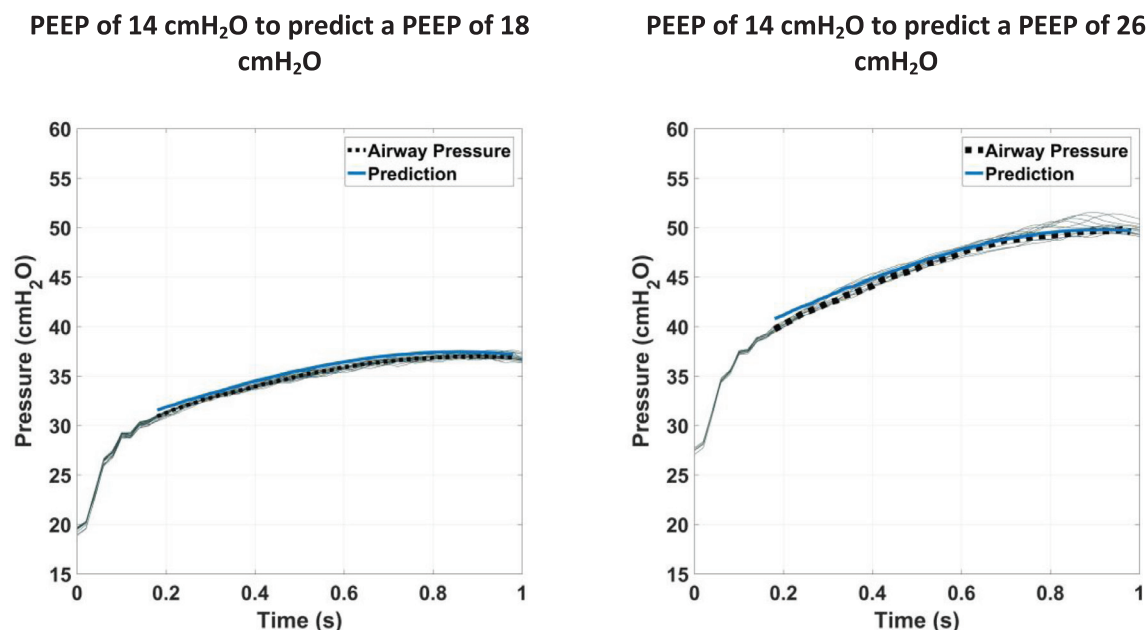 PEEP of 14 cmH₂O to predict a PEEP of 18
cmH₂O
60
55
50
45
40
35
30
25
20
15
Pressure (cmH₂O)
Airway Pressure
Prediction
0
0.2
0.4
0.6
0.8
1
Time (s)
PEEP of 14 cmH₂O to predict a PEEP of 26
cmH₂O
60
55
50
45
40
35
30
25
20
15
Pressure (cmH₂O)
Airway Pressure
Prediction
0
0.2
0.4
0.6
0.8
1
Time (s)